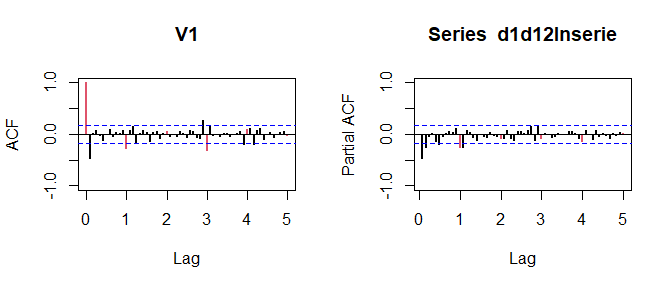 V1
ACF
1.0
0.0
-1.0
0 1 2 3 4 5
Lag
Series d1d12lnserie
Partial ACF
1.0
0.0
-1.0
0 1 2 3 4 5
Lag